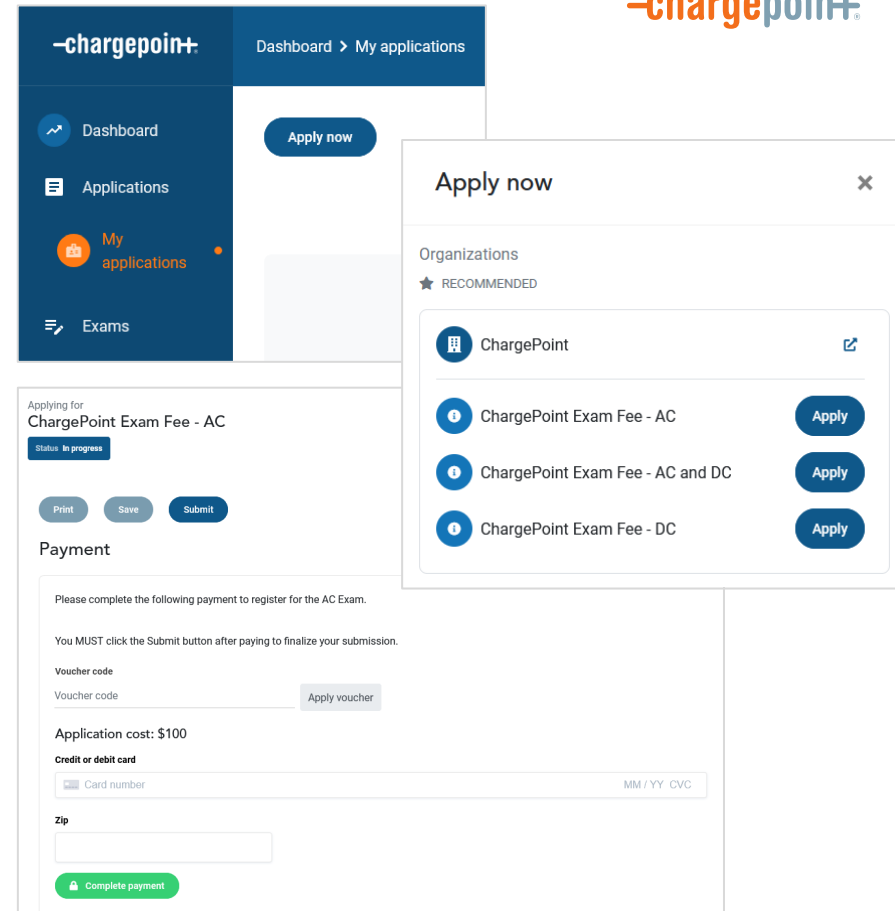 chargepoint
chargepoint
Dashboard > My applications
Dashboard
Apply now
Applications
My
applications
Exams
Apply now
Organizations
RECOMMENDED
ChargePoint
ChargePoint Exam Fee - AC
Apply
ChargePoint Exam Fee - AC and DC
Apply
ChargePoint Exam Fee - DC
Apply
Applying for
ChargePoint Exam Fee - AC
Status In progress
Print
Save
Submit
Payment
Please complete the following payment to register for the AC Exam.
You MUST click the Submit button after paying to finalize your submission.
Voucher code
Voucher code
Apply voucher
Application cost: $100
Credit or debit card
Card number
MM / YY CVC
Zip
Complete payment